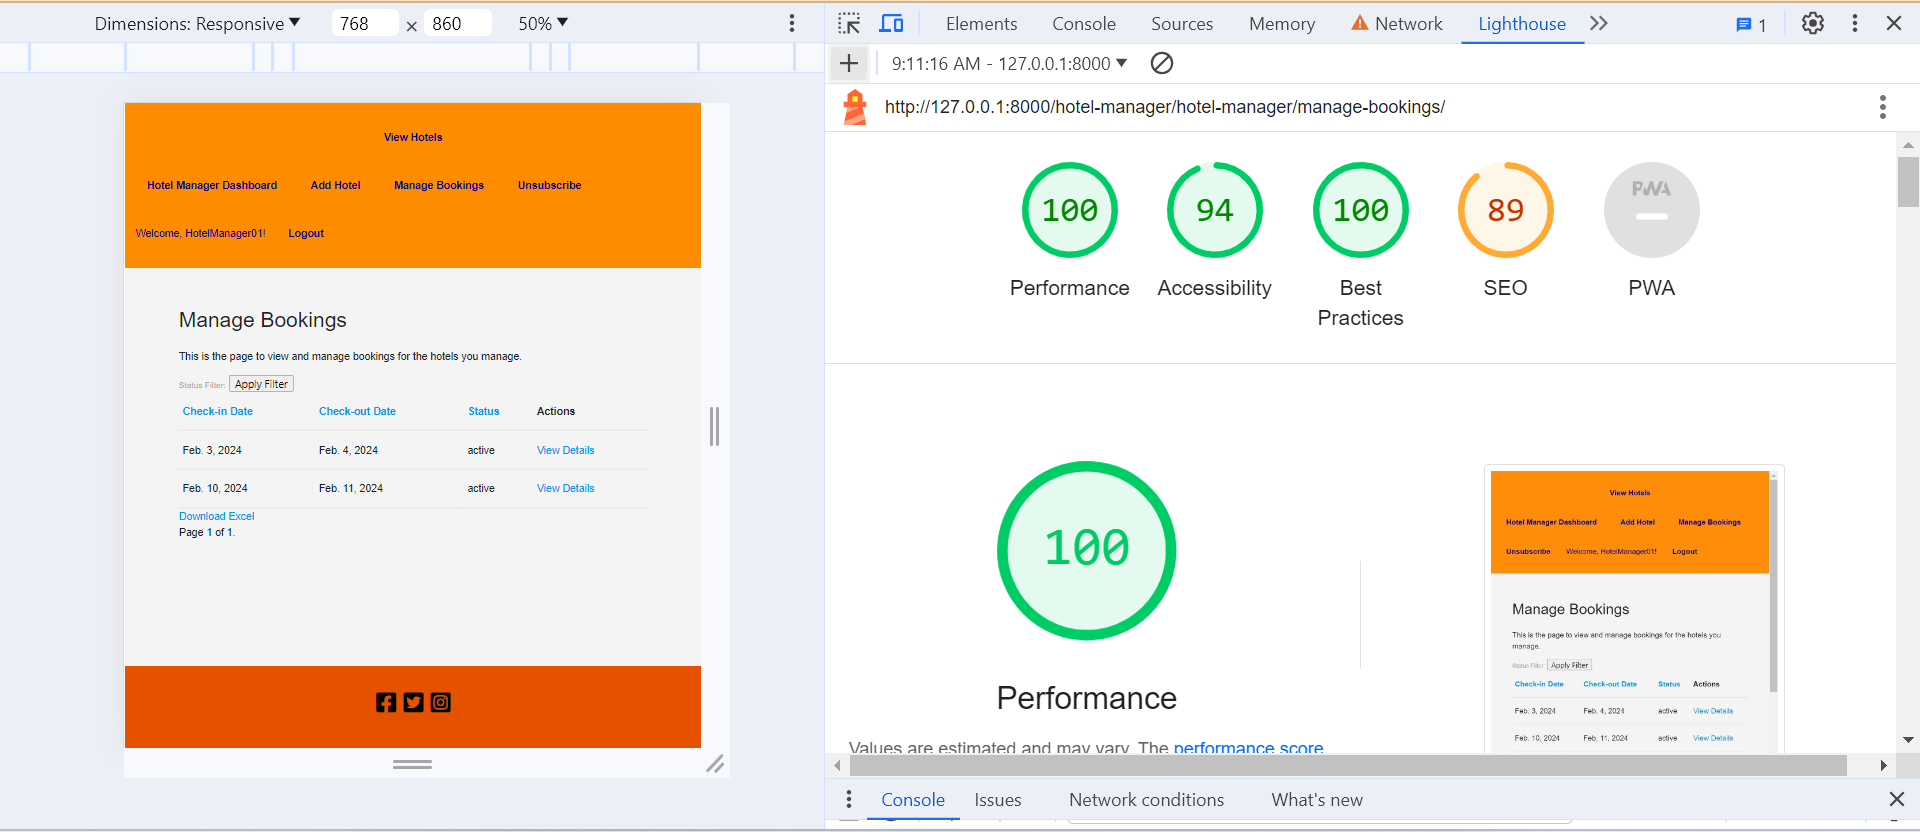 Dimensions: Responsive 768 × 860 50%
View Hotels
Hotel Manager Dashboard Add Hotel Manage Bookings Unsubscribe
Welcome, HotelManager01! Logout
Manage Bookings
This is the page to view and manage bookings for the hotels you manage.
Status Filter: Apply Filter
Check-in Date Check-out Date Status Actions
Feb. 3, 2024 Feb. 4, 2024 active View Details
Feb. 10, 2024 Feb. 11, 2024 active View Details
Download Excel
Page 1 of 1.
Elements Console Sources Memory Network Lighthouse 1
9:11:16 AM - 127.0.0.1:8000
http://127.0.0.1:8000/hotel-manager/hotel-manager/manage-bookings/
100 94 100 89 PWA
Performance Accessibility Best Practices SEO PWA
100
Performance
Values are estimated and may vary. The performance score
View Hotels
Hotel Manager Dashboard Add Hotel Manage Bookings
Unsubscribe Welcome, HotelManager01! Logout
Manage Bookings
This is the page to view and manage bookings for the hotels you
manage.
Status Filter: Apply Filter
Check-in Date Check-out Date Status Actions
Feb. 3, 2024 Feb. 4, 2024 active View Details
Feb. 10, 2024 Feb. 11, 2024 active View Details
Console Issues Network conditions What's new